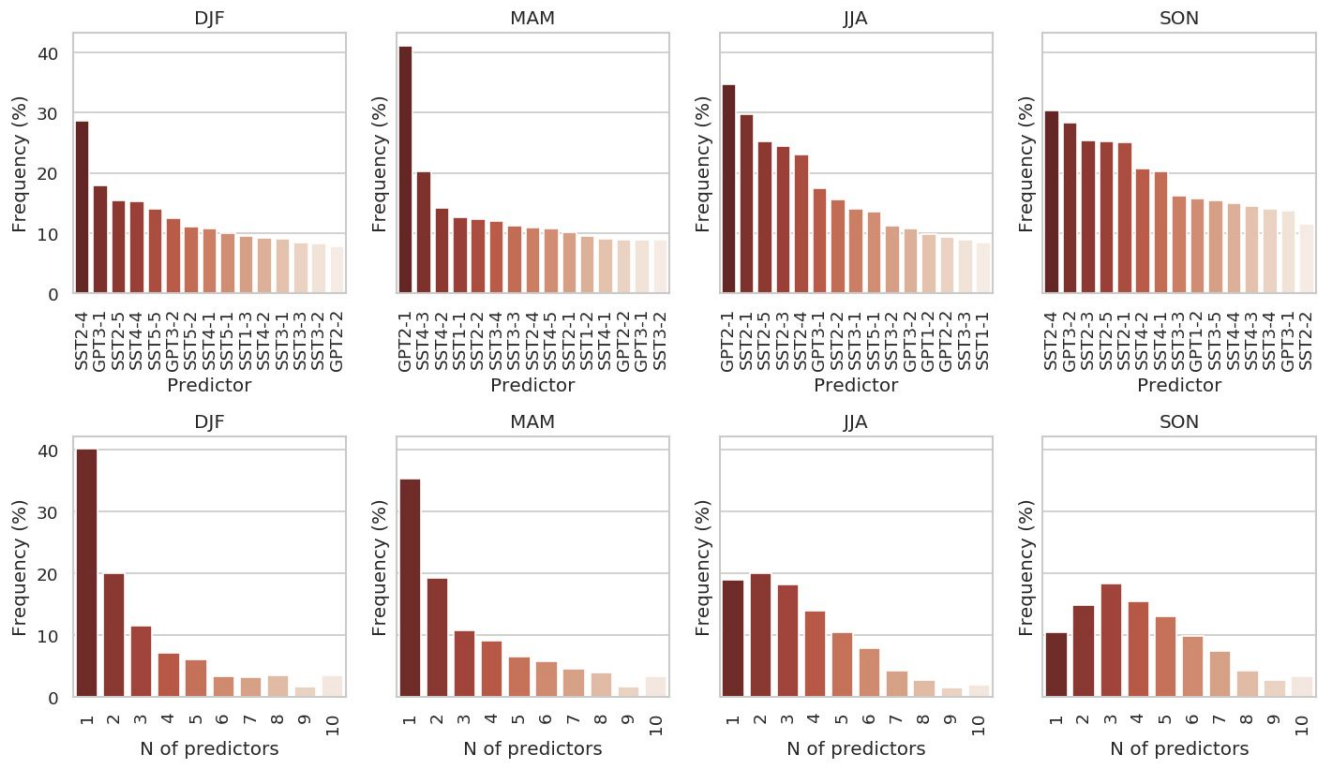 DJF MAM JJA SON
Frequency (%) Frequency (%) Frequency (%) Frequency (%)
40
30
20
10
0
SST2-4 GPT3-1 SST2-5 SST4-4 SST5-5 GPT3-2 SST5-2 SST4-1 SST5-1 SST1-3 SST4-2 SST3-1 SST3-3 SST3-2 GPT2-2
GPT2-1 SST4-3 SST1-1 SST2-2 SST3-4 SST3-3 SST2-4 SST4-5 SST2-1 SST1-2 SST4-1 GPT2-2 GPT3-1 SST3-2
GPT2-1 SST2-1 SST2-5 SST2-3 SST2-4 GPT3-1 SST2-2 SST3-1 SST5-1 SST3-2 GPT3-2 GPT1-2 GPT2-2 SST3-3 SST1-1
SST2-4 GPT3-2 SST2-3 SST2-5 SST2-1 SST4-2 SST4-1 SST3-3 GPT1-2 SST3-5 SST4-4 SST4-3 SST3-4 GPT3-1 SST2-2
Predictor Predictor Predictor Predictor
DJF MAM JJA SON
Frequency (%) Frequency (%) Frequency (%) Frequency (%)
40
30
20
10
0
1 2 3 4 5 6 7 8 9 10
1 2 3 4 5 6 7 8 9 10
1 2 3 4 5 6 7 8 9 10
1 2 3 4 5 6 7 8 9 10
N of predictors N of predictors N of predictors N of predictors